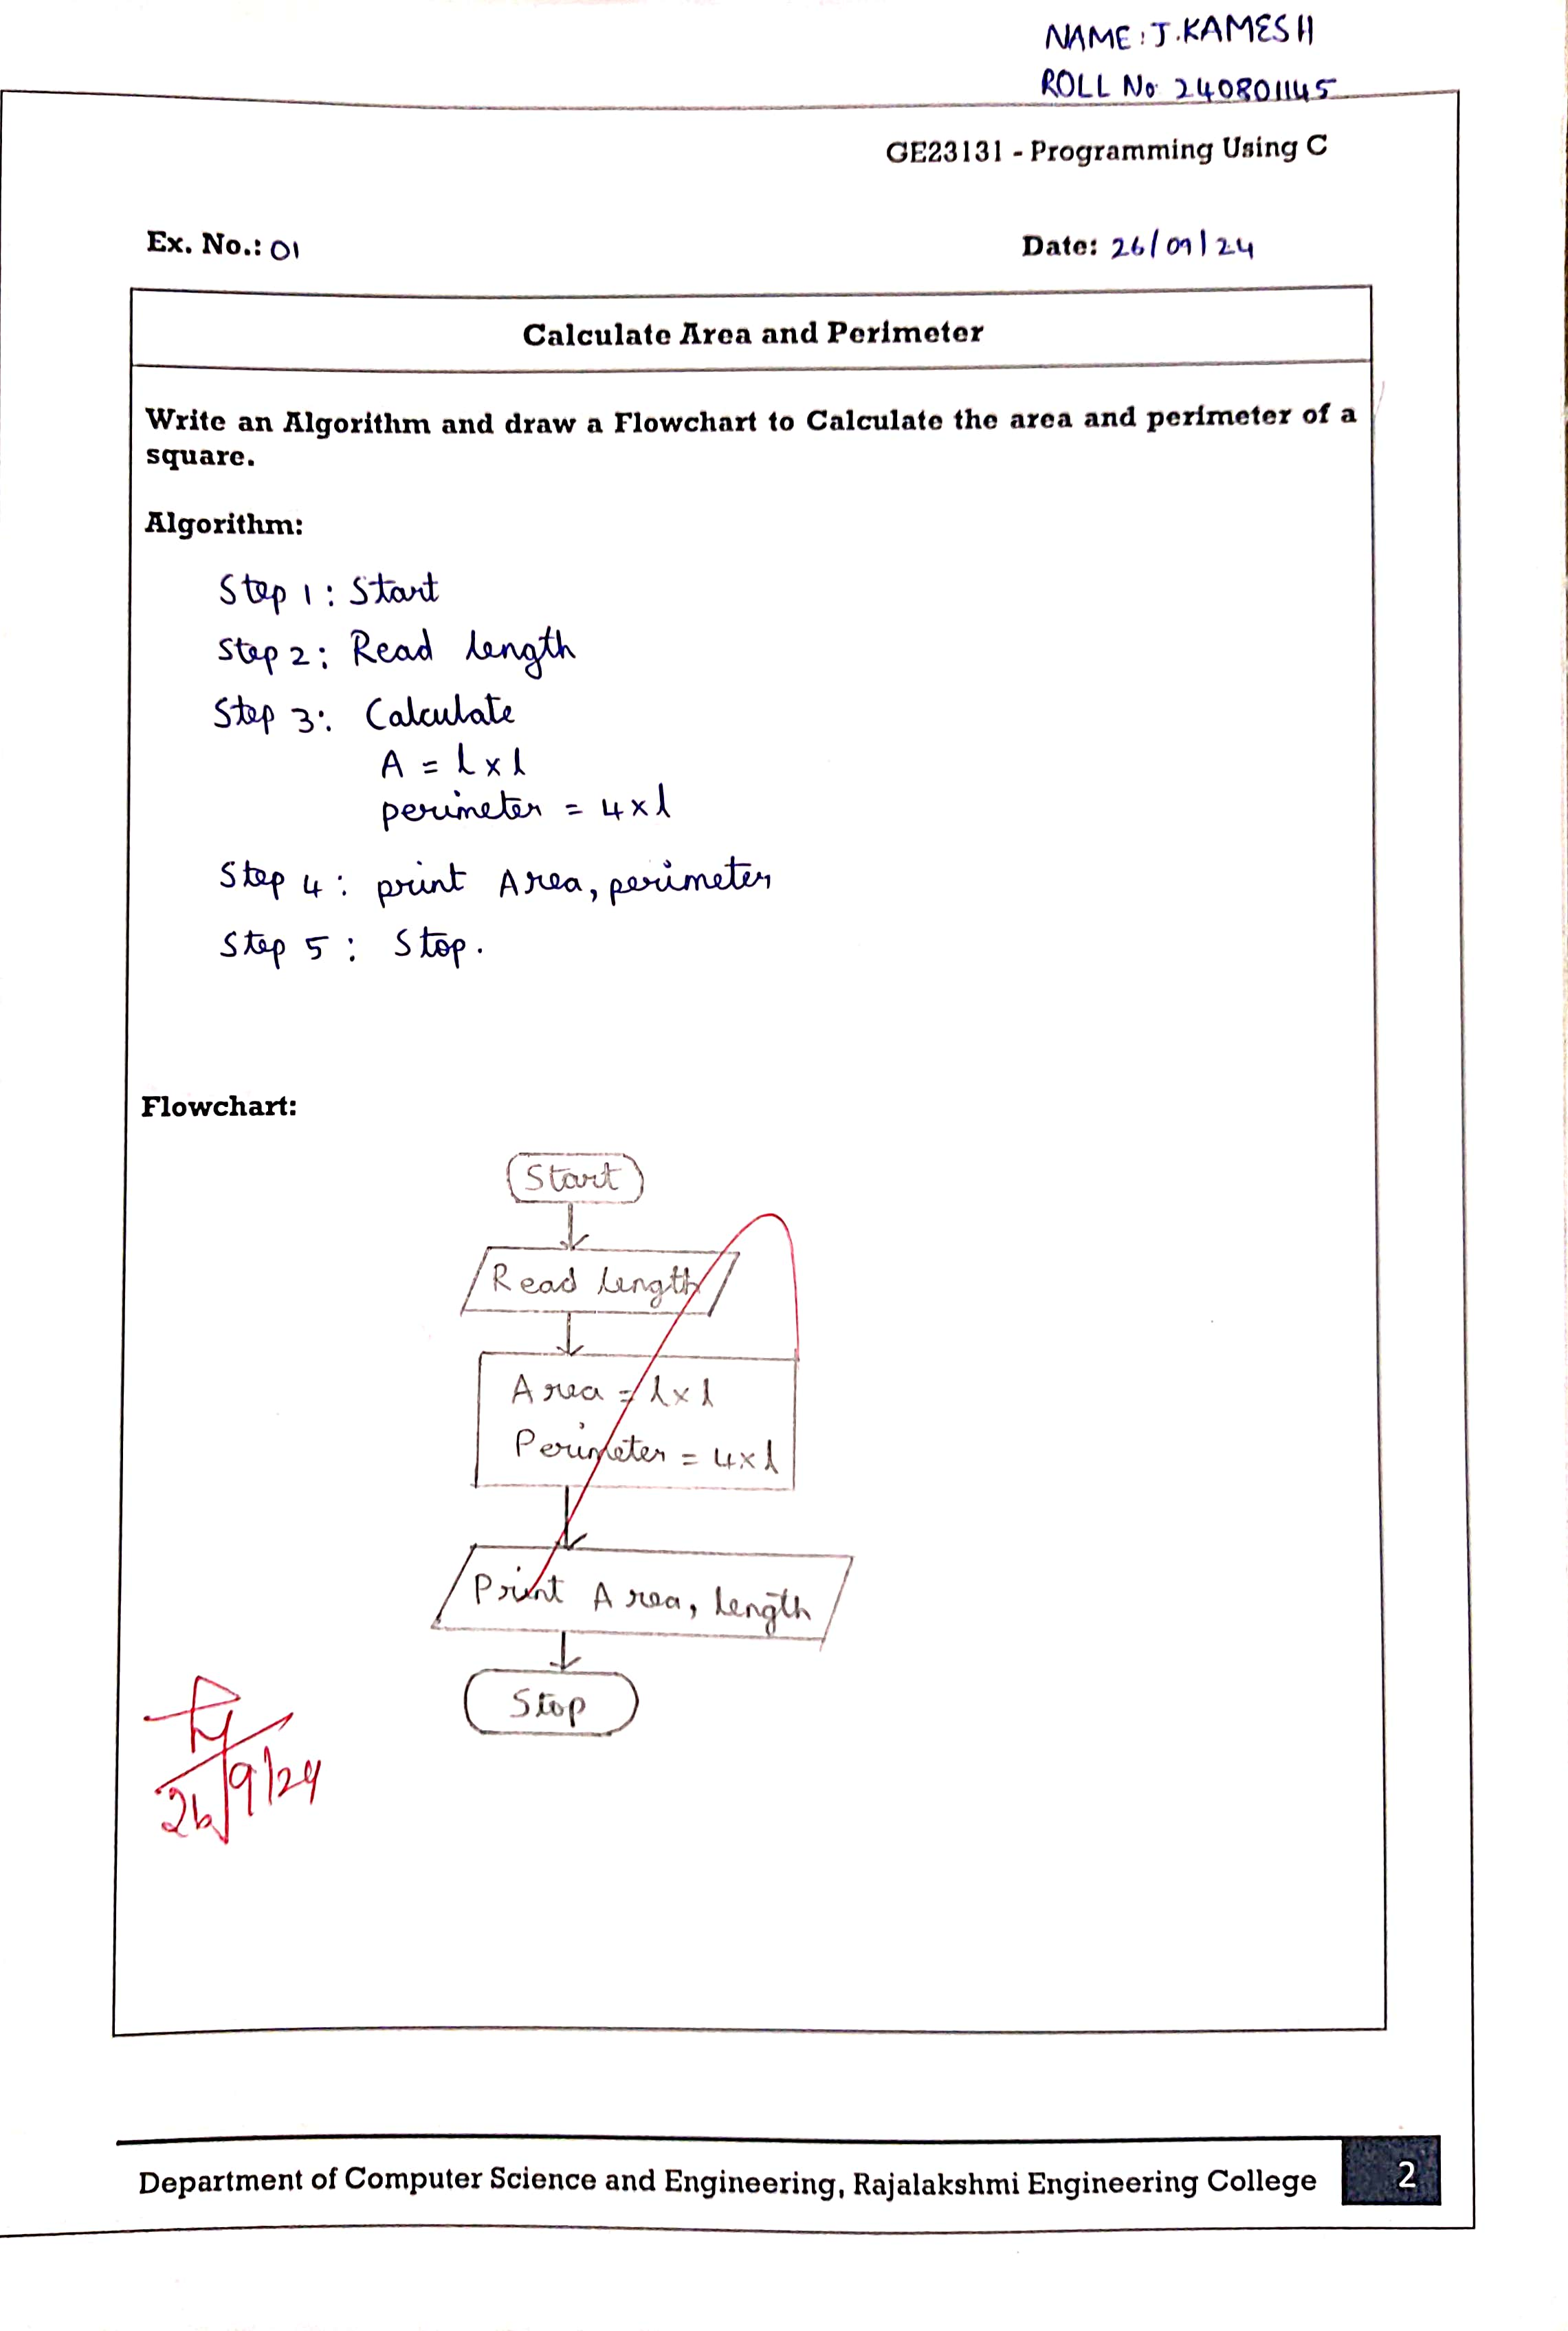 NAME: J.KAMESH
ROLL No 240801145
GE23131 - Programming Using C
Ex. No.: 01
Date: 26/09/24
Calculate Area and Perimeter
Write an Algorithm and draw a Flowchart to Calculate the area and perimeter of a
square.
Algorithm:
Step 1: Start
Step 2: Read length
Step 3: Calculate
A = l x l
perimeter = 4 x l
Step 4: print Area, perimeter
Step 5: Stop.
Flowchart:
Start
Read length
Area = l x l
Perimeter = 4 x l
Print Area, length
Stop
26/9/24
Department of Computer Science and Engineering, Rajalakshmi Engineering College
2